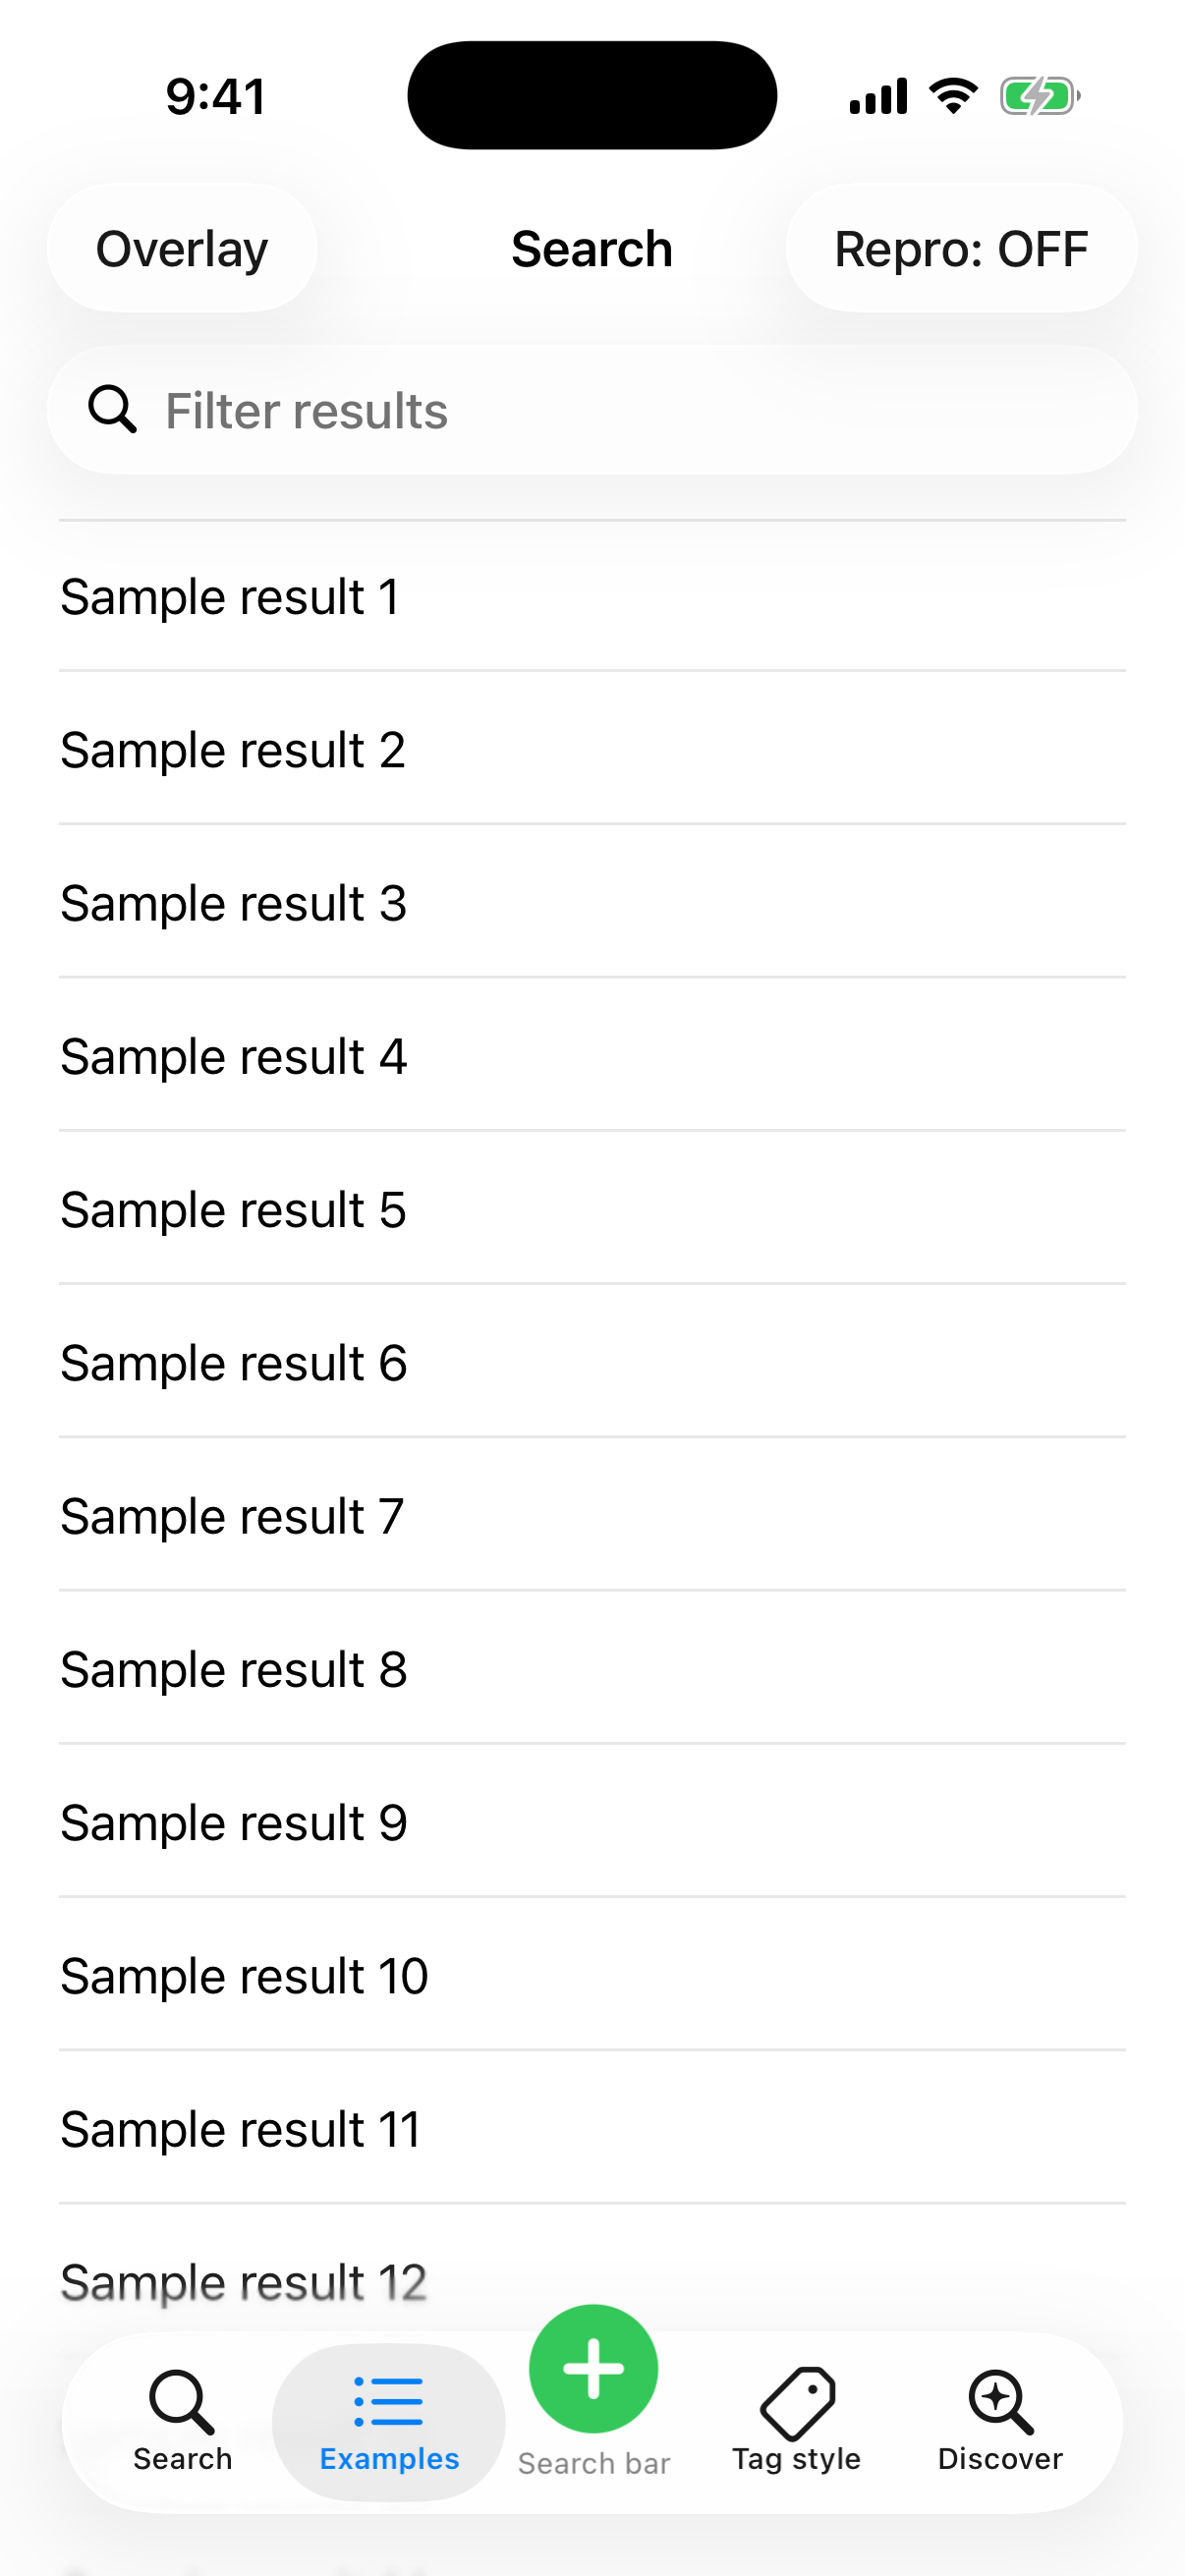 9:41
Overlay
Search
Repro: OFF
Filter results
Sample result 1
Sample result 2
Sample result 3
Sample result 4
Sample result 5
Sample result 6
Sample result 7
Sample result 8
Sample result 9
Sample result 10
Sample result 11
Sample result 12
Search
Examples
Search bar
Tag style
Discover